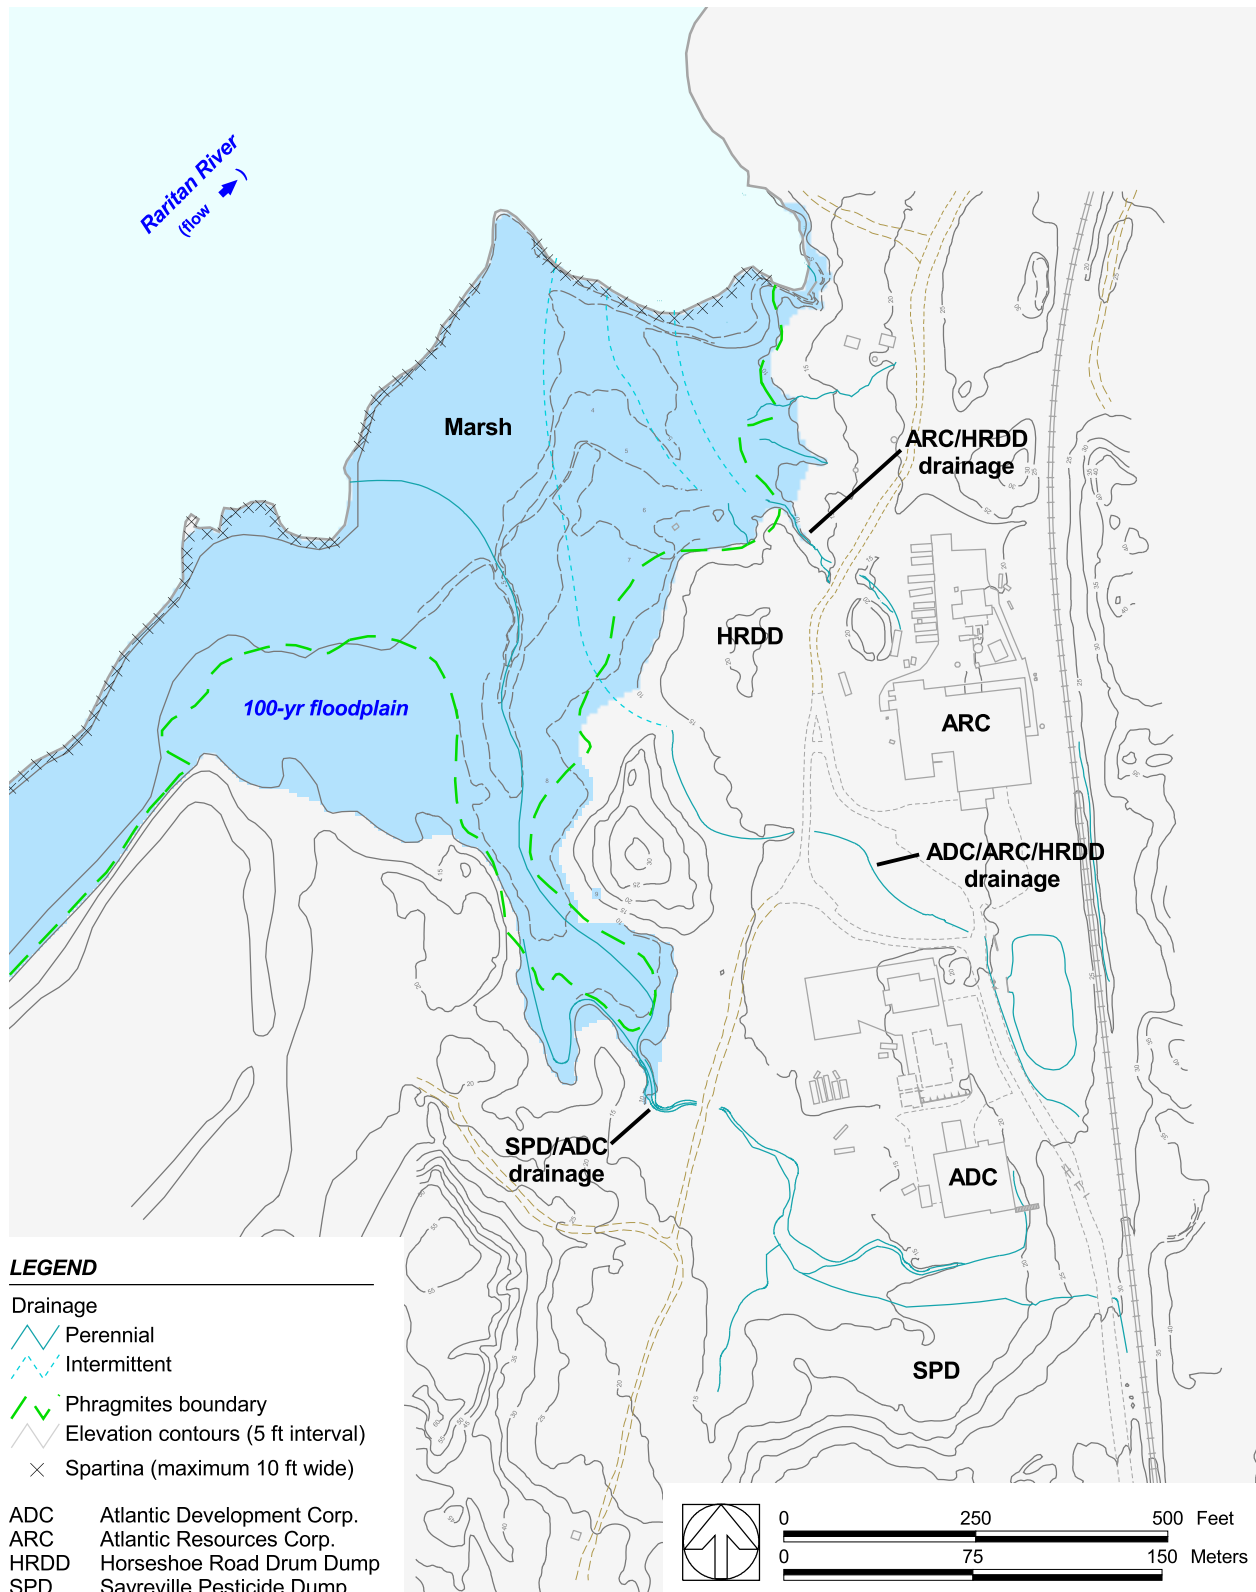 Raritan River
(flow )
Marsh
ARC/HRDD
drainage
HRDD
100-yr floodplain
ARC
ADC/ARC/HRDD
drainage
SPD/ADC
drainage
ADC
SPD
LEGEND
Drainage
Perennial
Intermittent
Phragmites boundary
Elevation contours (5 ft interval)
Spartina (maximum 10 ft wide)
ADC Atlantic Development Corp.
ARC Atlantic Resources Corp.
HRDD Horseshoe Road Drum Dump
SPD Sayreville Pesticide Dump
0 250 500 Feet
0 75 150 Meters